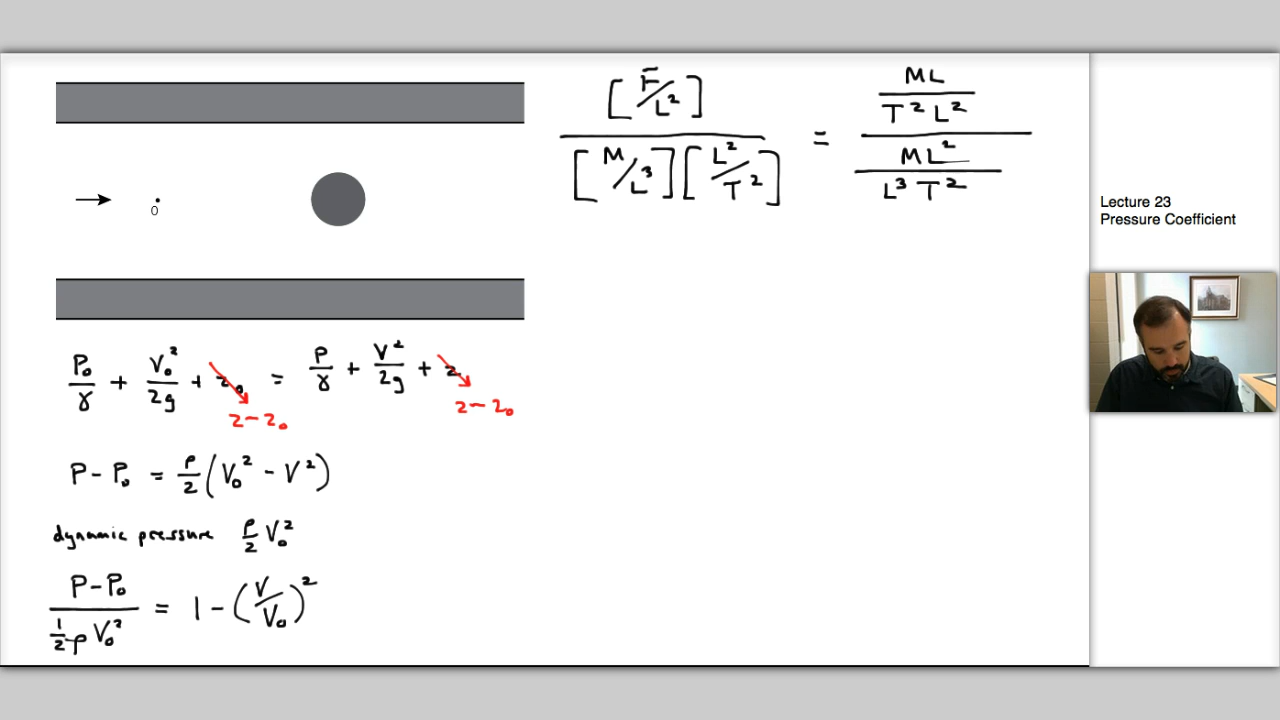 0
P₀/γ + V₀²/2g + z₀ = P/γ + V²/2g + z
z-z₀ z-z₀
P-P₀ = ρ/2 (V₀² - V²)
dynamic pressure ρ/2 V₀²
P-P₀ / ½ρV₀² = 1-(V/V₀)²
[F/L²] / [M/L³][L²/T²] = ML/T²L² / ML²/L³T²
Lecture 23
Pressure Coefficient